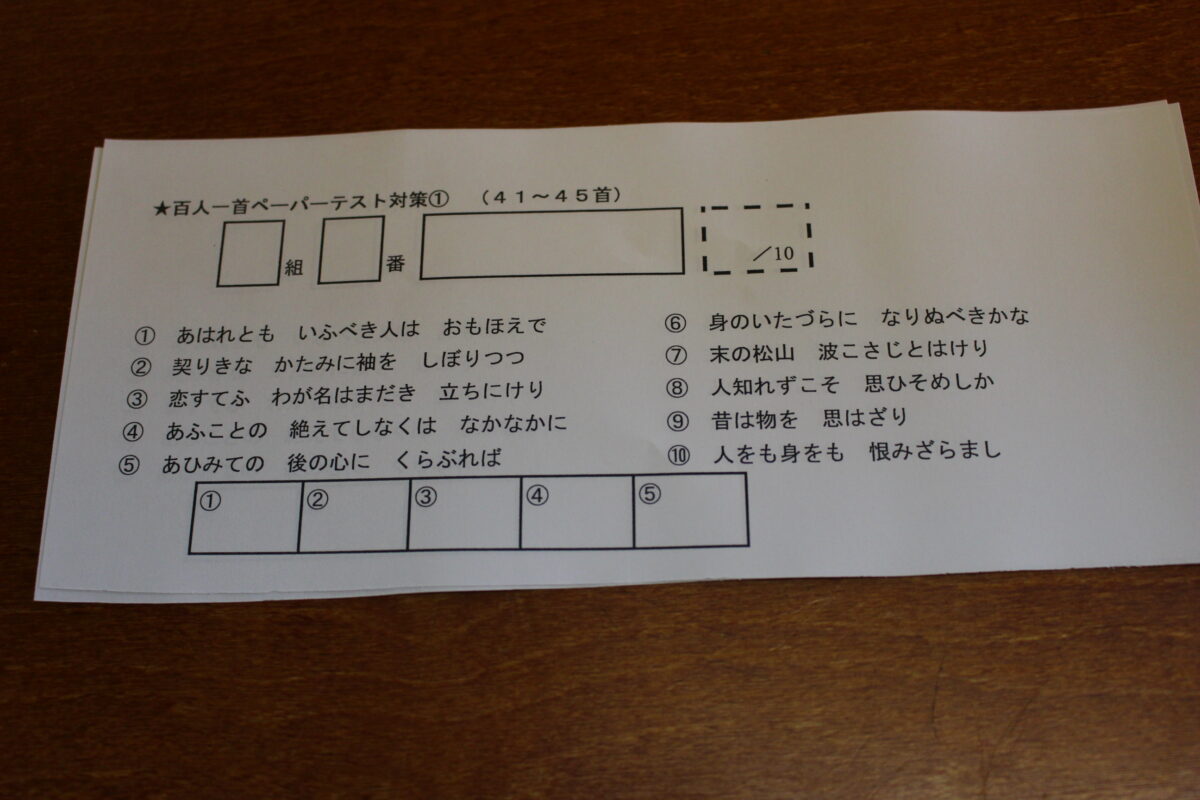 ★百人一首ペーパーテスト対策①　（４１～４５首）
組　番　／10
①　あはれとも　いふべき人は　おもほえで
②　契りきな　かたみに袖を　しぼりつつ
③　恋すてふ　わが名はまだき　立ちにけり
④　あふことの　絶えてしなくは　なかなかに
⑤　あひみての　後の心に　くらぶれば
⑥　身のいたづらに　なりぬべきかな
⑦　末の松山　波こさじとはけり
⑧　人知れずこそ　思ひそめしか
⑨　昔は物を　思はざり
⑩　人をも身をも　恨みざらまし
①　②　③　④　⑤